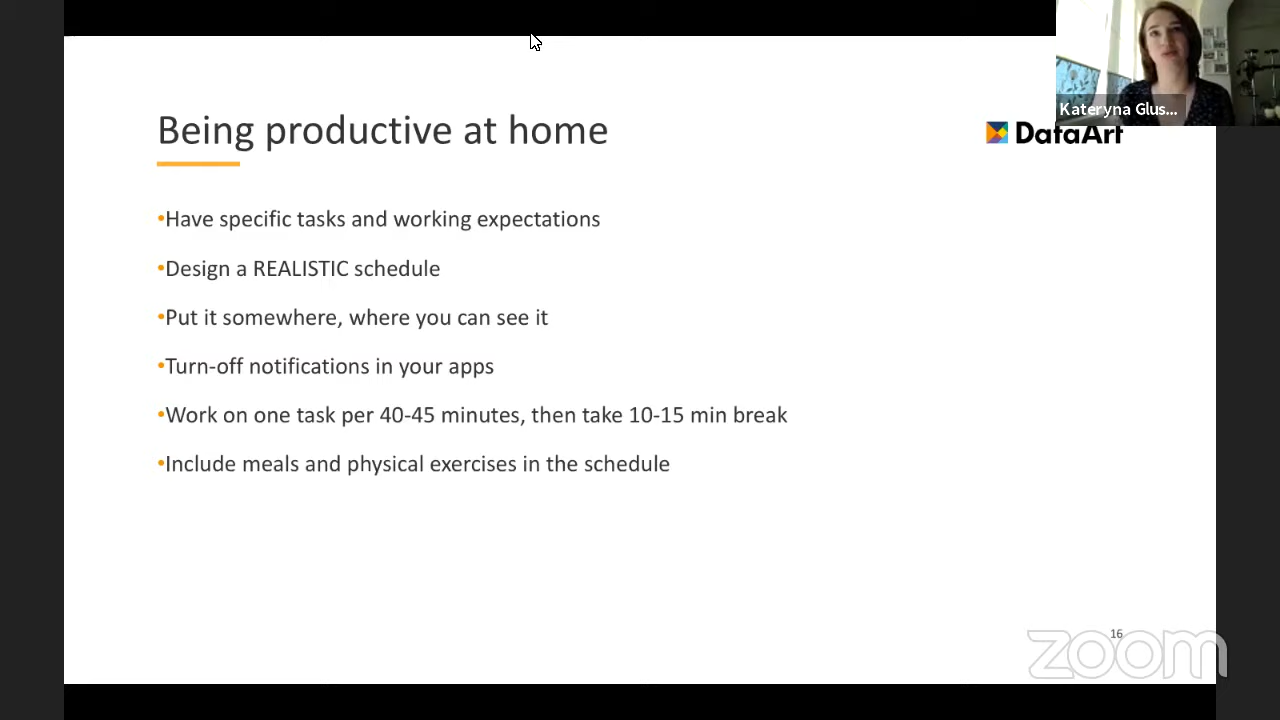 Kateryna Glus...
Being productive at home
DataArt
•Have specific tasks and working expectations
•Design a REALISTIC schedule
•Put it somewhere, where you can see it
•Turn-off notifications in your apps
•Work on one task per 40-45 minutes, then take 10-15 min break
•Include meals and physical exercises in the schedule
16
zoom